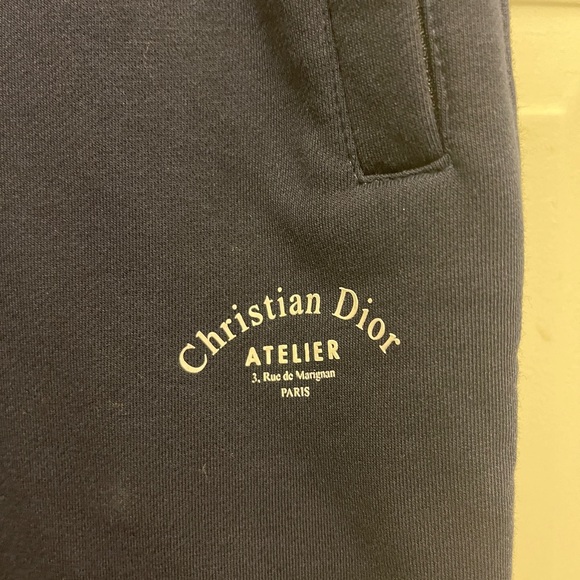 Christian Dior
ATELIER
3, Rue de Marignan
PARIS